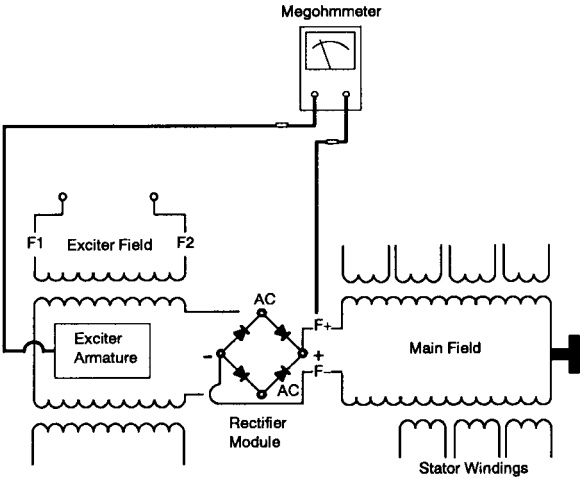 Megohmmeter
F1
Exciter Field
F2
AC
F+
Exciter
Armature
-
+
Main Field
F–
AC
Rectifier
Module
Stator Windings